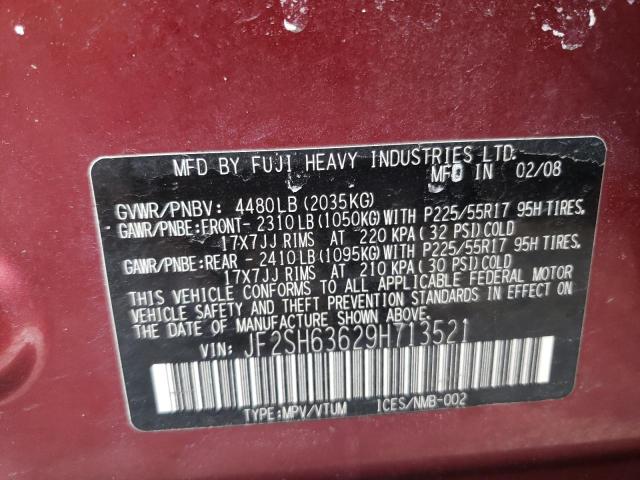 MFD BY FUJI HEAVY INDUSTRIES LTD.
MFD IN 02/08
GVWR/PNBV: 4480LB (2035KG)
GAWR/PNBE:FRONT-2310LB(1050KG)WITH P225/55R17 95H TIRES,
17X7JJ RIMS AT 220 KPA(32 PSI)COLD
GAWR/PNBE:REAR -2410LB(1095KG)WITH P225/55R17 95H TIRES,
17X7JJ RIMS AT 210 KPA(30 PSI)COLD
THIS VEHICLE CONFORMS TO ALL APPLICABLE FEDERAL MOTOR
VEHICLE SAFETY AND THEFT PREVENTION STANDARDS IN EFFECT ON
THE DATE OF MANUFACTURE SHOWN ABOVE.
VIN: JF2SH63629H713521
TYPE:MPV/VTUM ICES/NMB-002